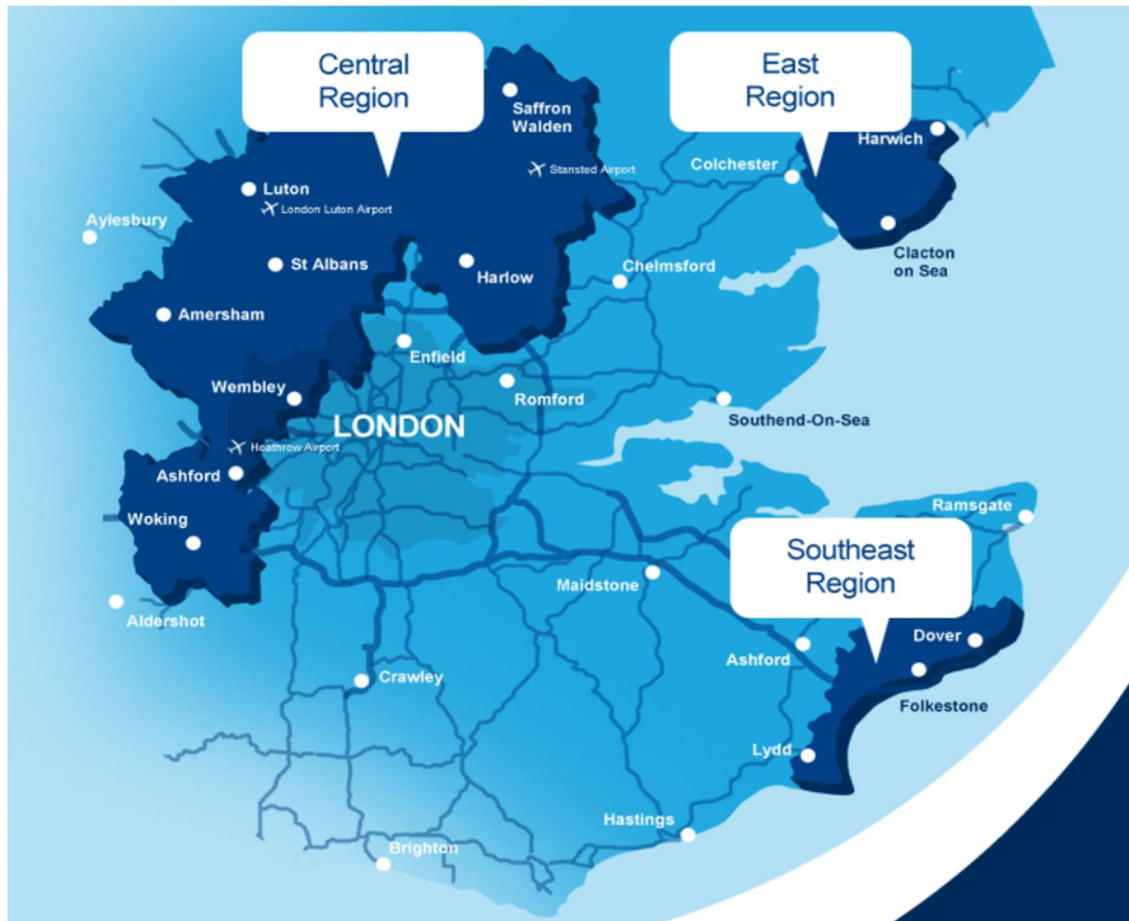 Central
Region
East
Region
Saffron
Walden
Harwich
Stansted Airport
Colchester
Luton
London Luton Airport
Aylesbury
Clacton
on Sea
St Albans
Harlow
Chelmsford
Amersham
Enfield
Wembley
Romford
Southend-On-Sea
LONDON
Heathrow Airport
Ashford
Woking
Ramsgate
Southeast
Region
Maidstone
Aldershot
Dover
Ashford
Crawley
Folkestone
Lydd
Hastings
Brighton